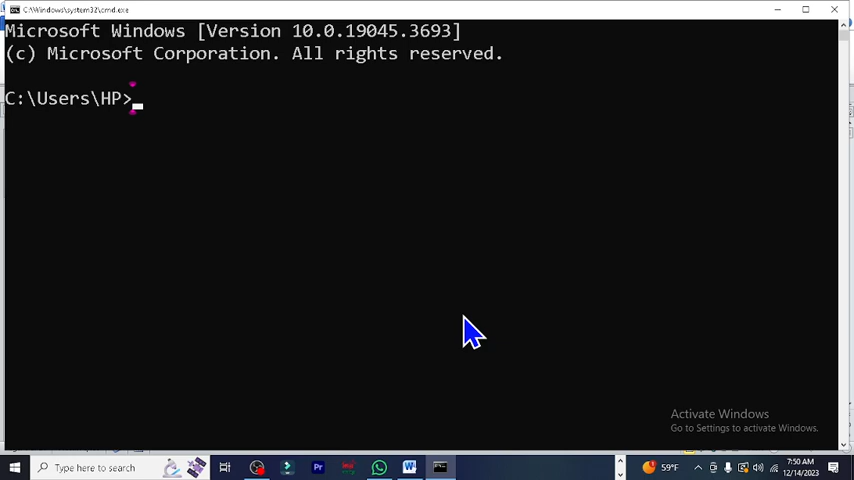 C:\Windows\system32\cmd.exe
Microsoft Windows [Version 10.0.19045.3693]
(c) Microsoft Corporation. All rights reserved.
C:\Users\HP>
Activate Windows
Go to Settings to activate Windows.
Type here to search
Pr
W
59°F
7:50 AM
12/14/2023